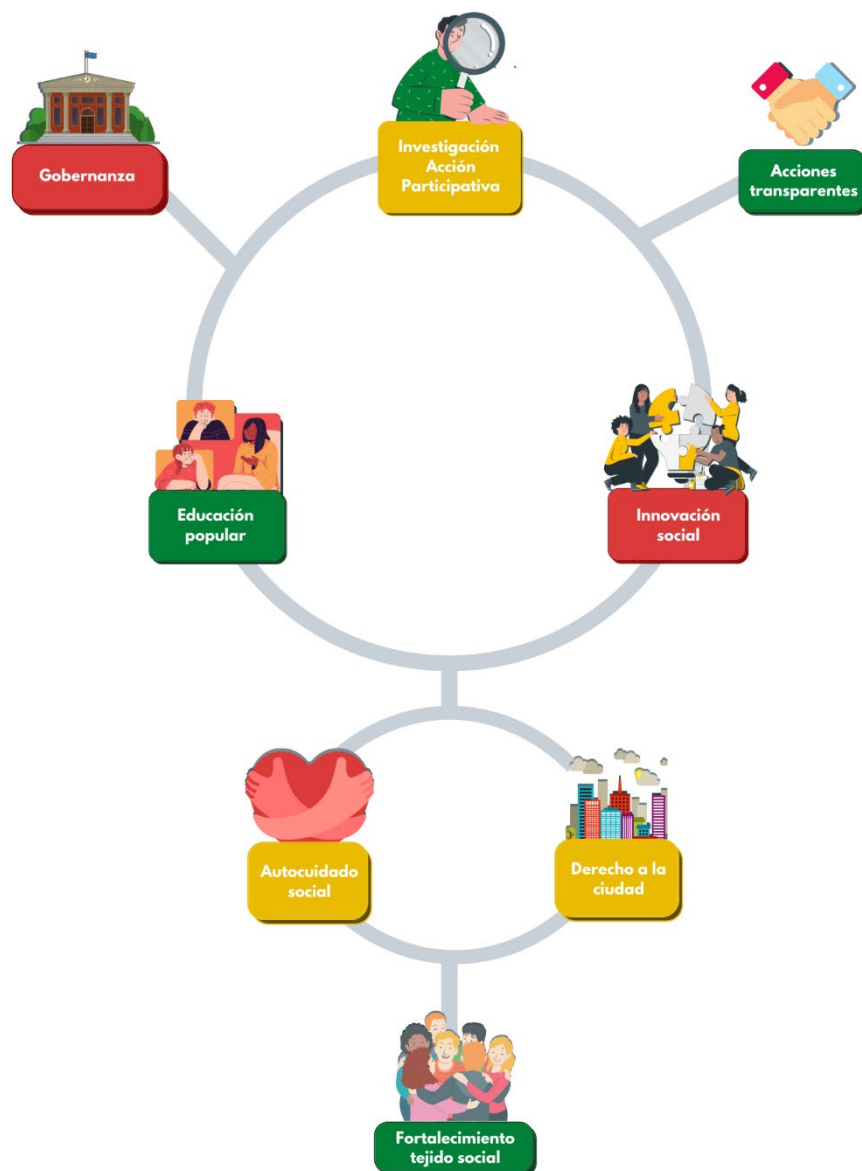 Gobernanza
Investigación
Acción
Participativa
Acciones
transparentes
Educación
popular
Innovación
social
Autocuidado
social
Derecho a la
ciudad
Fortalecimiento
tejido social